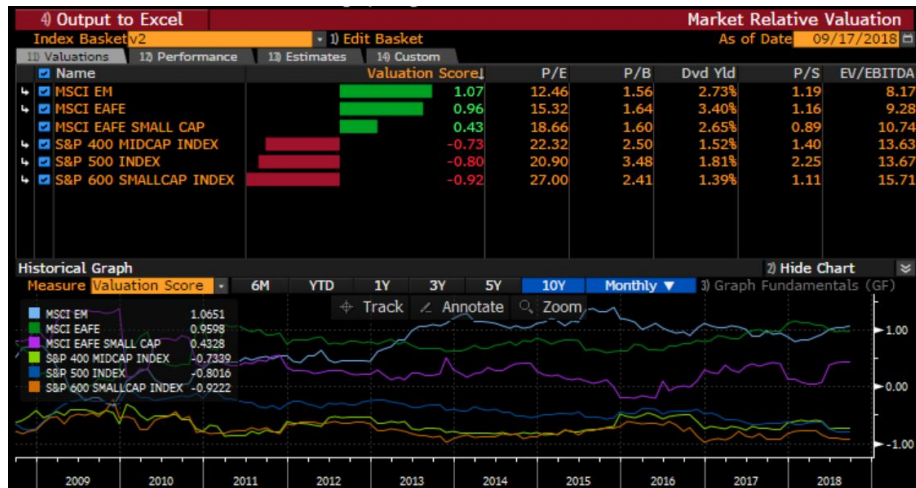 4) Output to Excel Market Relative Valuation
Index Basket v2 1) Edit Basket As of Date 09/17/2018
11) Valuations 12) Performance 13) Estimates 14) Custom
Name Valuation Score↓ P/E P/B Dvd Yld P/S EV/EBITDA
MSCI EM 1.07 12.46 1.56 2.73% 1.19 8.17
MSCI EAFE 0.96 15.32 1.64 3.40% 1.16 9.28
MSCI EAFE SMALL CAP 0.43 18.66 1.60 2.65% 0.89 10.74
S&P 400 MIDCAP INDEX -0.73 22.32 2.50 1.52% 1.40 13.63
S&P 500 INDEX -0.80 20.90 3.48 1.81% 2.25 13.67
S&P 600 SMALLCAP INDEX -0.92 27.00 2.41 1.39% 1.11 15.71
Historical Graph 2) Hide Chart
Measure Valuation Score 6M YTD 1Y 3Y 5Y 10Y Monthly ▼ 3) Graph Fundamentals (GF)
Track Annotate Zoom
MSCI EM 1.0651
MSCI EAFE 0.9598
MSCI EAFE SMALL CAP 0.4328
S&P 400 MIDCAP INDEX -0.7339
S&P 500 INDEX -0.8016
S&P 600 SMALLCAP INDEX -0.9222
1.00
0.00
-1.00
2009 2010 2011 2012 2013 2014 2015 2016 2017 2018